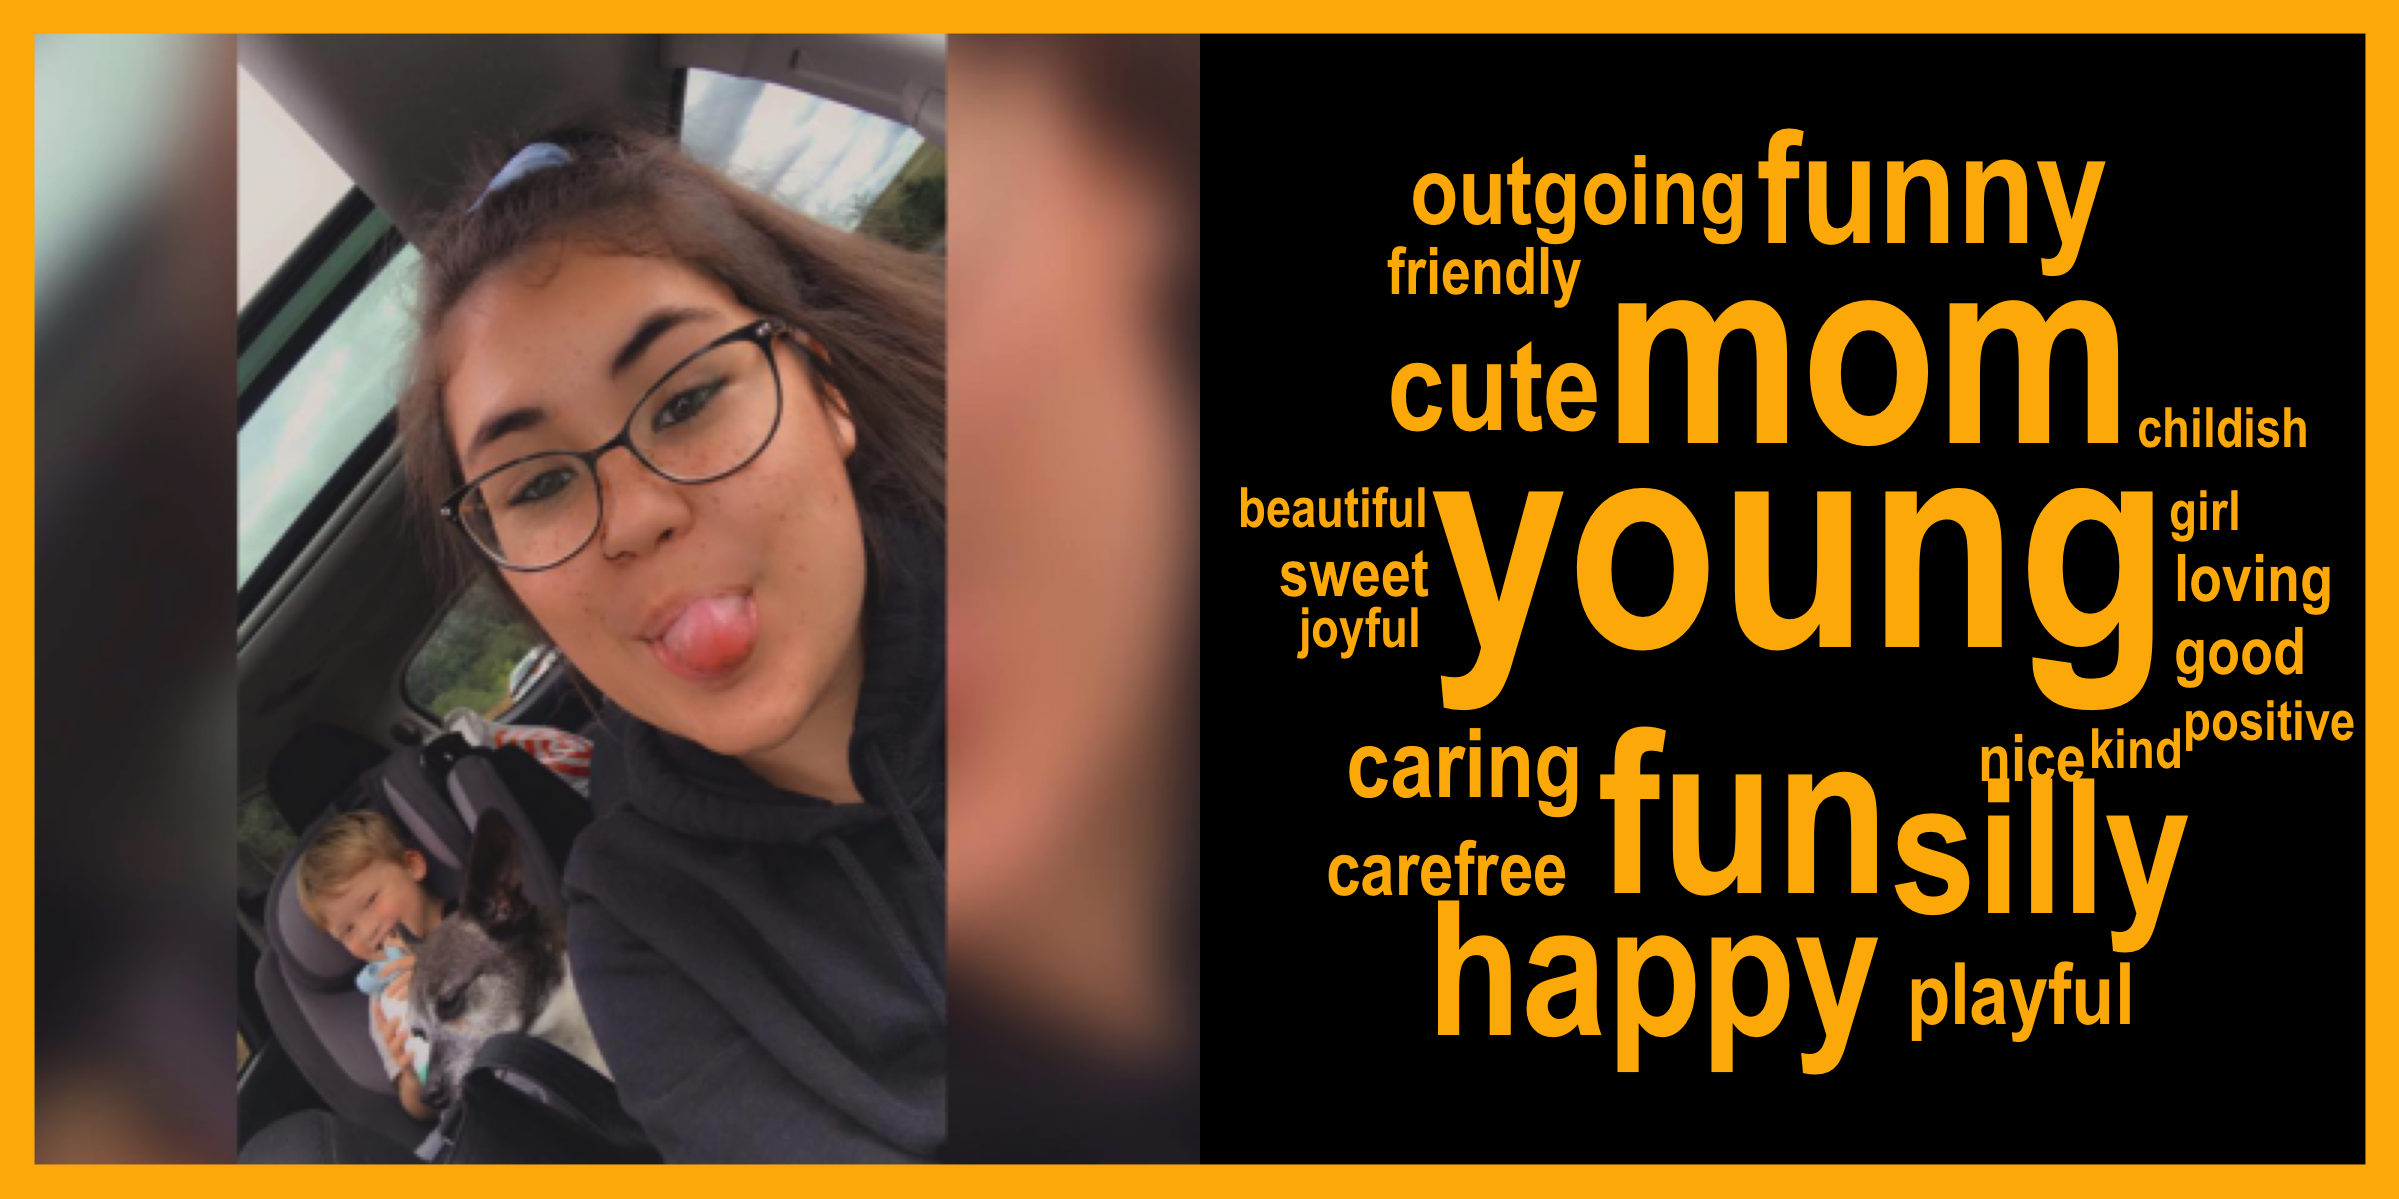 outgoing funny
friendly
cute mom
childish
beautiful young girl
sweet loving
joyful good
positive
caring fun nice kind
silly
carefree
happy playful